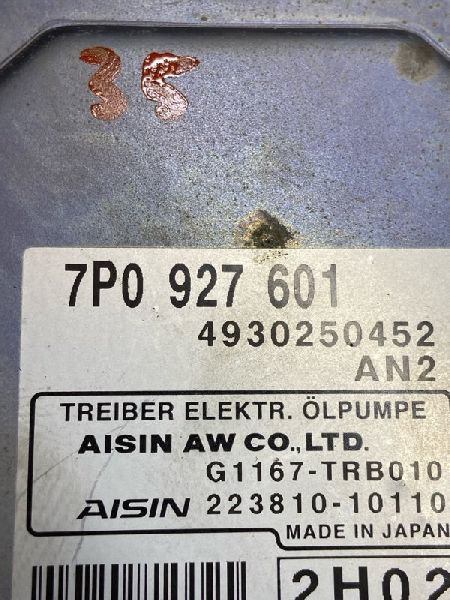 35
7P0 927 601
4930250452
AN2
TREIBER ELEKTR. ÖLPUMPE
AISIN AW CO.,LTD.
G1167-TRB010
AISIN 223810-10110
MADE IN JAPAN
2H02